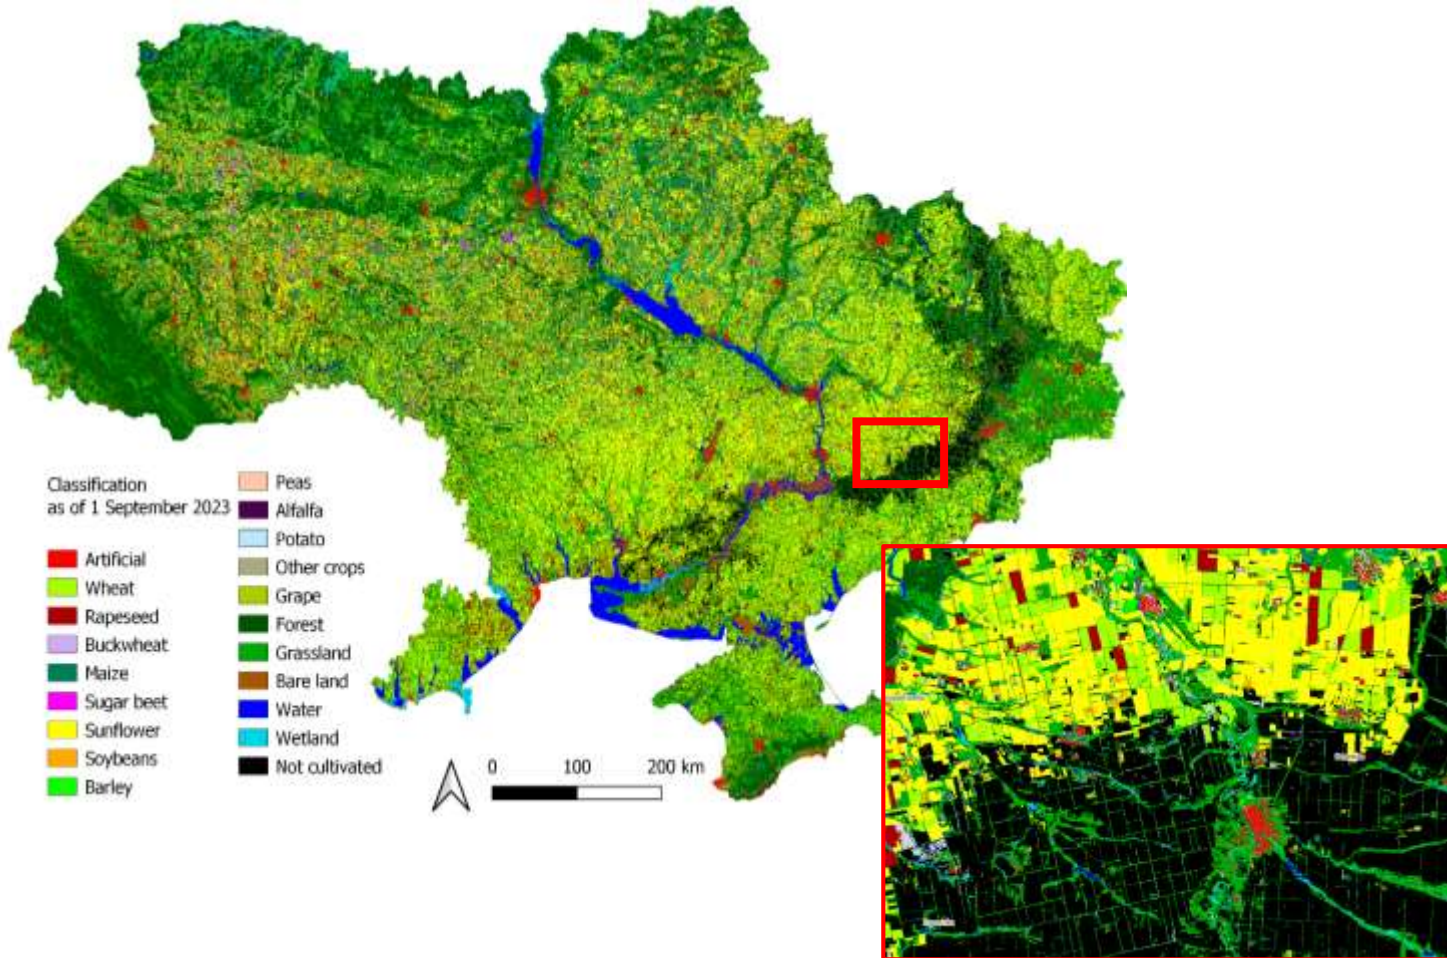 Classification
as of 1 September 2023
Artificial
Wheat
Rapeseed
Buckwheat
Maize
Sugar beet
Sunflower
Soybeans
Barley
Peas
Alfalfa
Potato
Other crops
Grape
Forest
Grassland
Bare land
Water
Wetland
Not cultivated
0 100 200 km